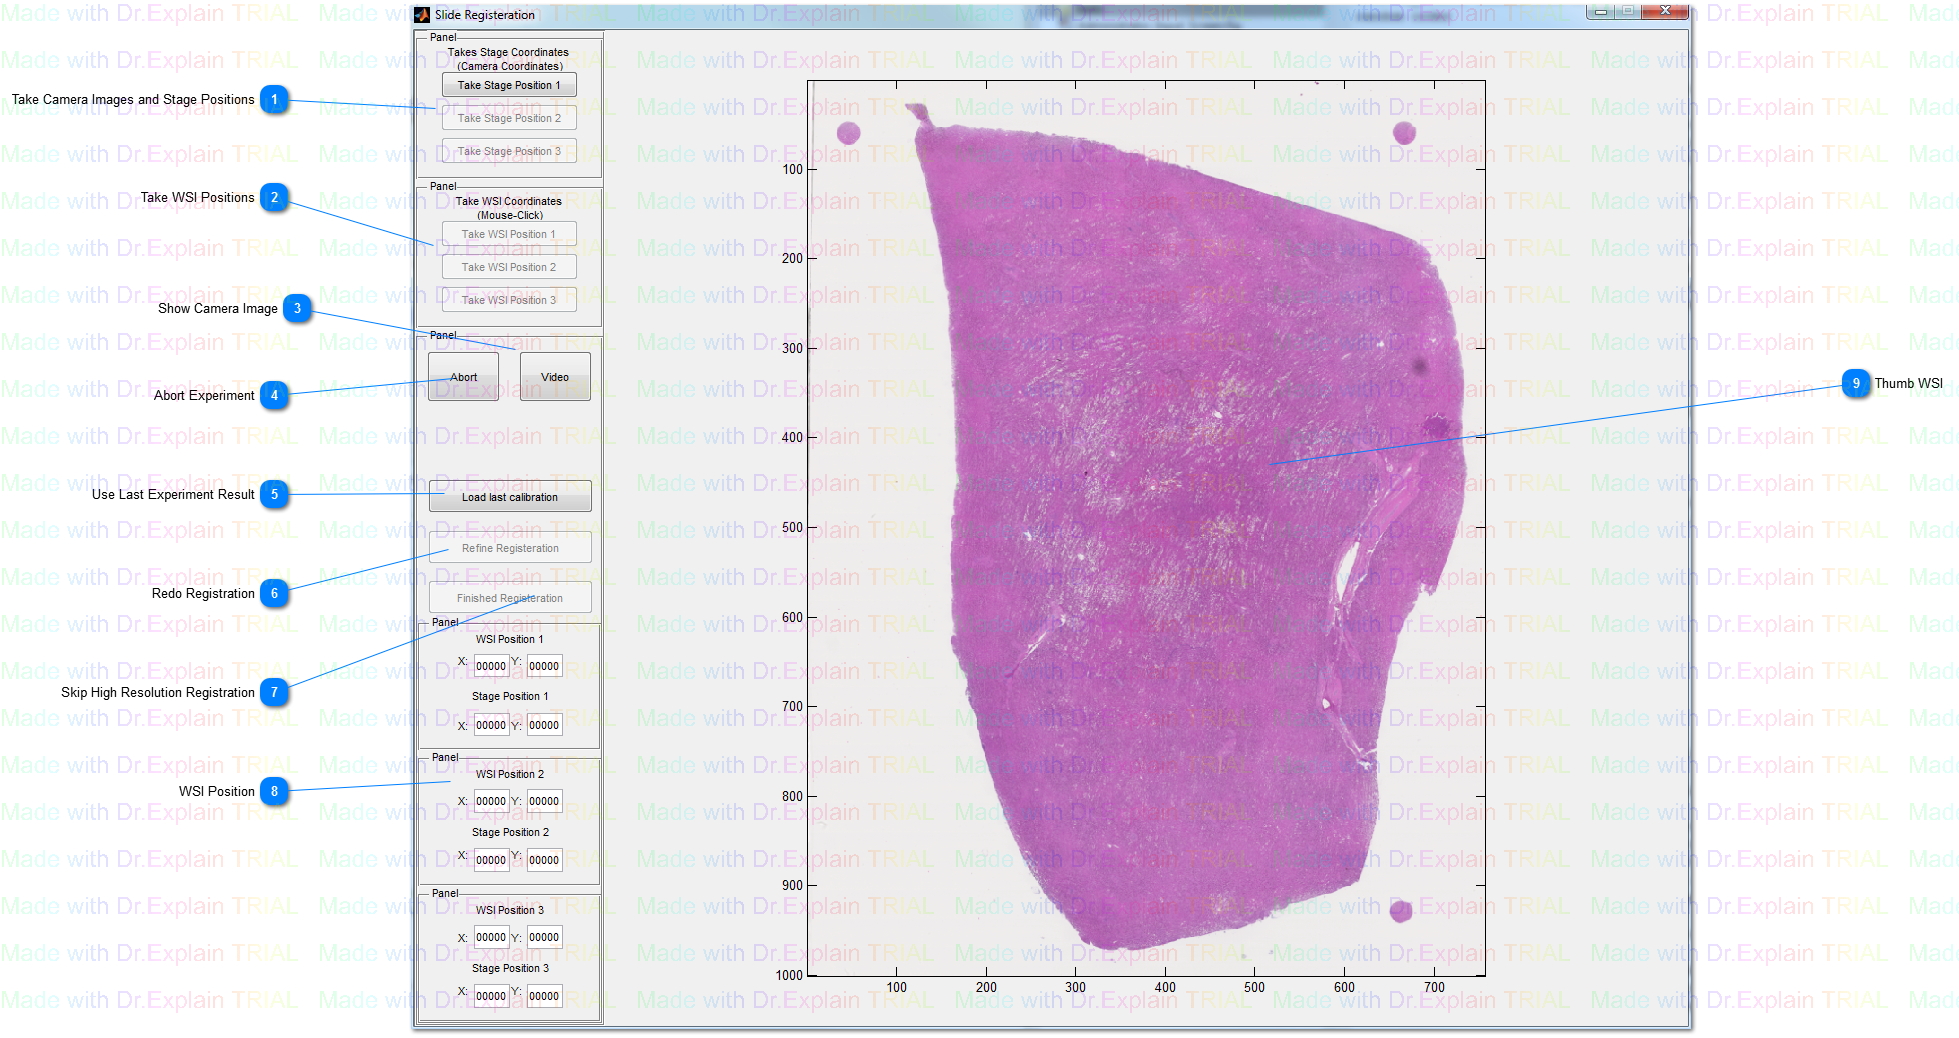 Slide Registeration
Panel
Takes Stage Coordinates
(Camera Coordinates)
Take Stage Position 1
Take Stage Position 2
Take Stage Position 3
Panel
Take WSI Coordinates
(Mouse-Click)
Take WSI Position 1
Take WSI Position 2
Take WSI Position 3
Panel
Abort
Video
Load last calibration
Refine Registeration
Finished Registeration
Panel
WSI Position 1
X: 00000 Y: 00000
Stage Position 1
X: 00000 Y: 00000
Panel
WSI Position 2
X: 00000 Y: 00000
Stage Position 2
X: 00000 Y: 00000
Panel
WSI Position 3
X: 00000 Y: 00000
Stage Position 3
X: 00000 Y: 00000
Take Camera Images and Stage Positions 1
Take WSI Positions 2
Show Camera Image 3
Abort Experiment 4
Use Last Experiment Result 5
Redo Registration 6
Skip High Resolution Registration 7
WSI Position 8
9 Thumb WSI
100
200
300
400
500
600
700
800
900
1000
100 200 300 400 500 600 700
Made with Dr.Explain TRIAL